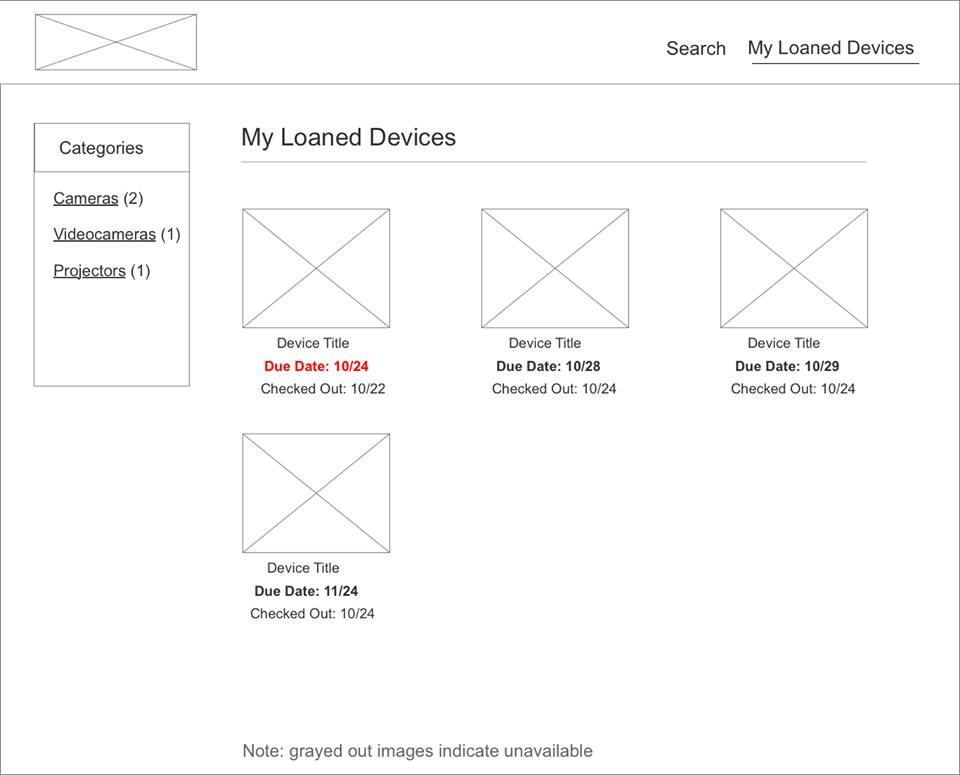 Search My Loaned Devices
Categories
Cameras (2)
Videocameras (1)
Projectors (1)
My Loaned Devices
Device Title
Due Date: 10/24
Checked Out: 10/22
Device Title
Due Date: 10/28
Checked Out: 10/24
Device Title
Due Date: 10/29
Checked Out: 10/24
Device Title
Due Date: 11/24
Checked Out: 10/24
Note: grayed out images indicate unavailable